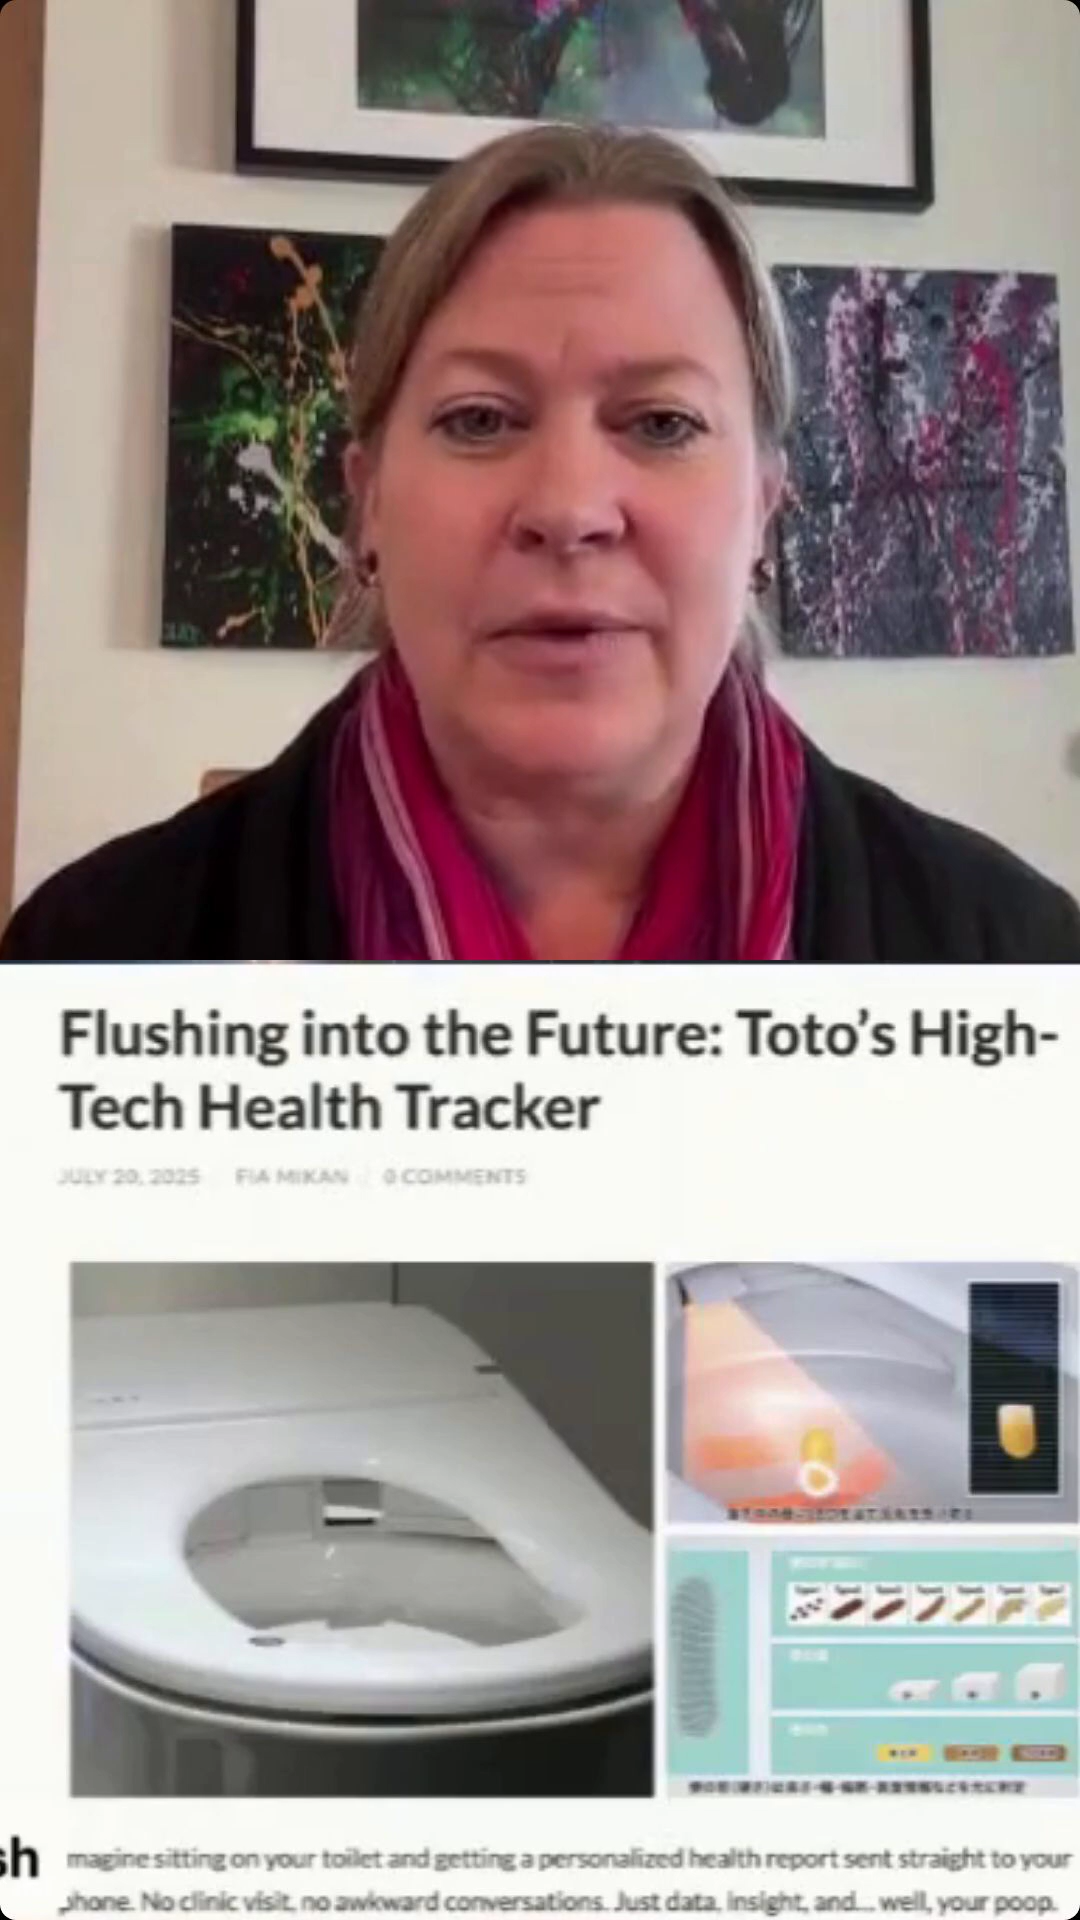 Flushing into the Future: Toto's High-
Tech Health Tracker
JULY 20, 2025 FIA MIKAN 0 COMMENTS
sh
magine sitting on your toilet and getting a personalized health report sent straight to your
phone. No clinic visit, no awkward conversations. Just data, insight, and... well, your poop.